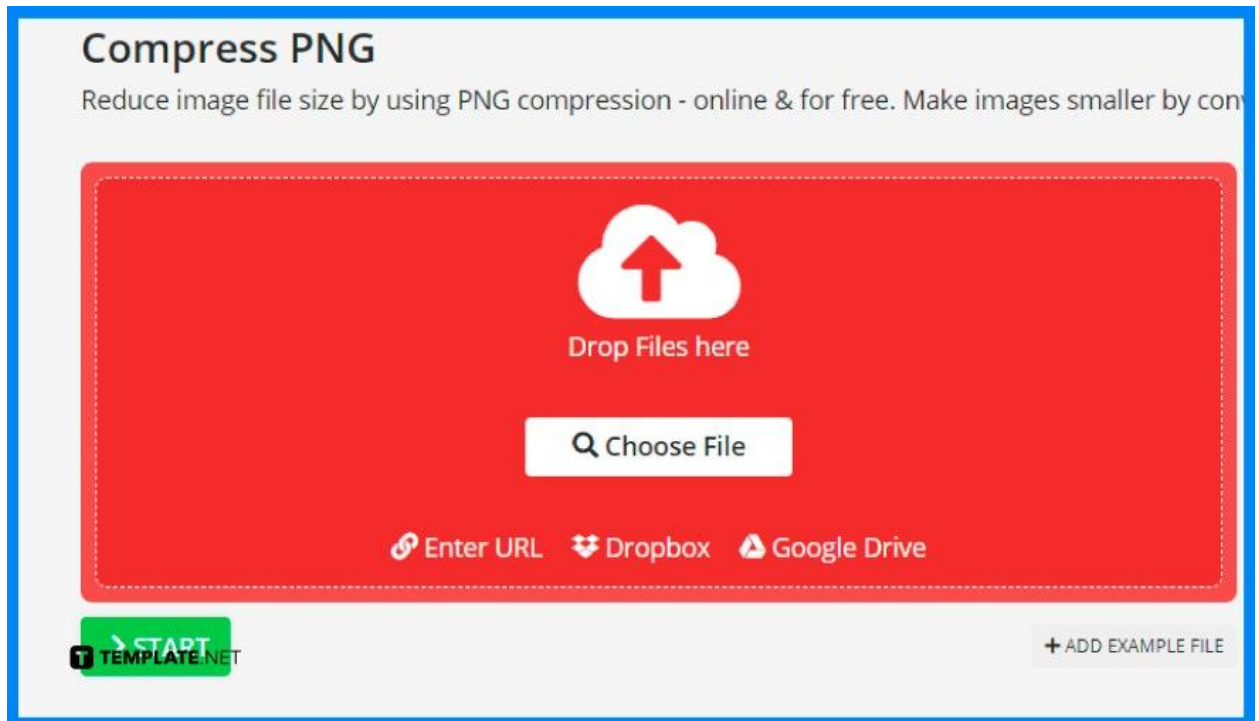 Compress PNG
Reduce image file size by using PNG compression - online & for free. Make images smaller by
Drop Files here
Choose File
Enter URL Dropbox Google Drive
START
TEMPLATE.NET
+ ADD EXAMPLE FILE